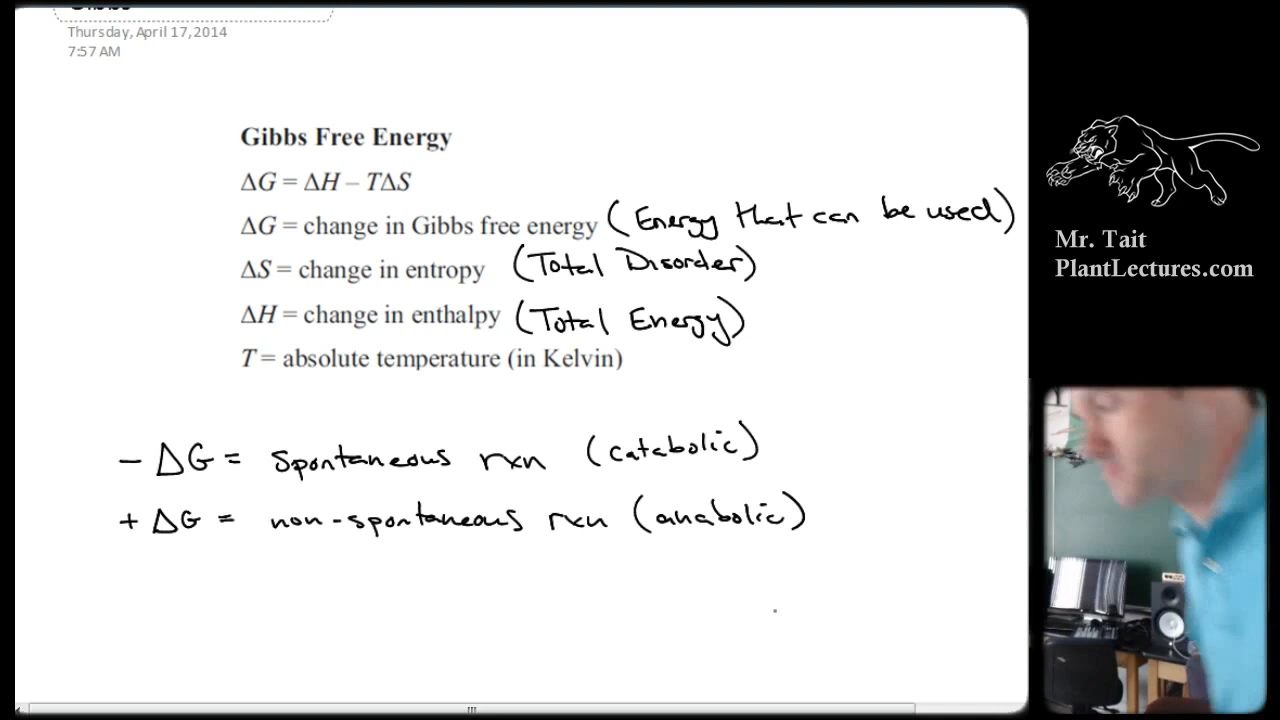 Thursday, April 17, 2014
7:57 AM
Gibbs Free Energy
ΔG = ΔH – TΔS
ΔG = change in Gibbs free energy (Energy that can be used)
ΔS = change in entropy (Total Disorder)
ΔH = change in enthalpy (Total Energy)
T = absolute temperature (in Kelvin)
- ΔG = spontaneous rxn (catabolic)
+ ΔG = non-spontaneous rxn (anabolic)
Mr. Tait
PlantLectures.com